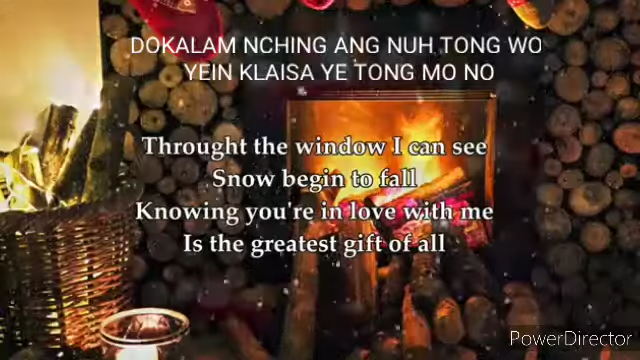 DOKALAM NCHING ANG NUH TONG WO
YEIN KLAISA YE TONG MO NO
Throught the window I can see
Snow begin to fall
Knowing you're in love with me
Is the greatest gift of all
PowerDirector